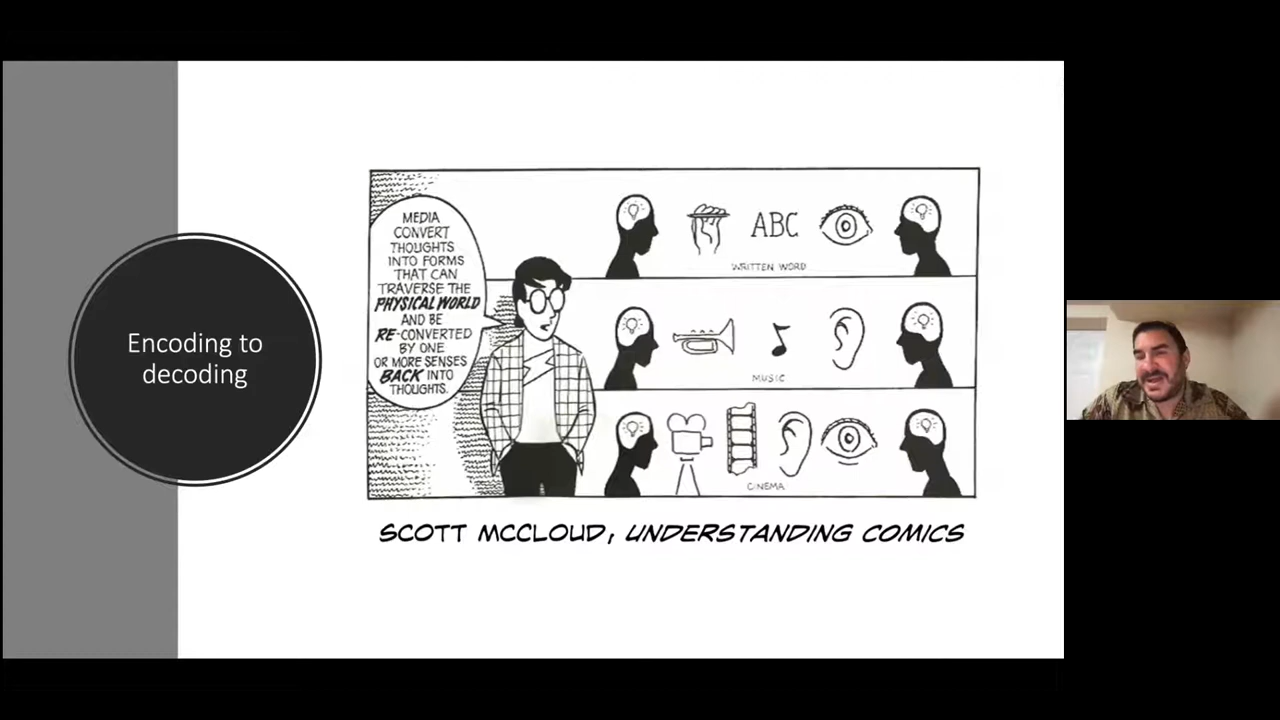 Encoding to
decoding
MEDIA
CONVERT
THOUGHTS
INTO FORMS
THAT CAN
TRAVERSE THE
PHYSICAL WORLD
AND BE
RE-CONVERTED
BY ONE
OR MORE SENSES
BACK INTO
THOUGHTS.
ABC
WRITTEN WORD
MUSIC
CINEMA
SCOTT MCCLOUD, UNDERSTANDING COMICS